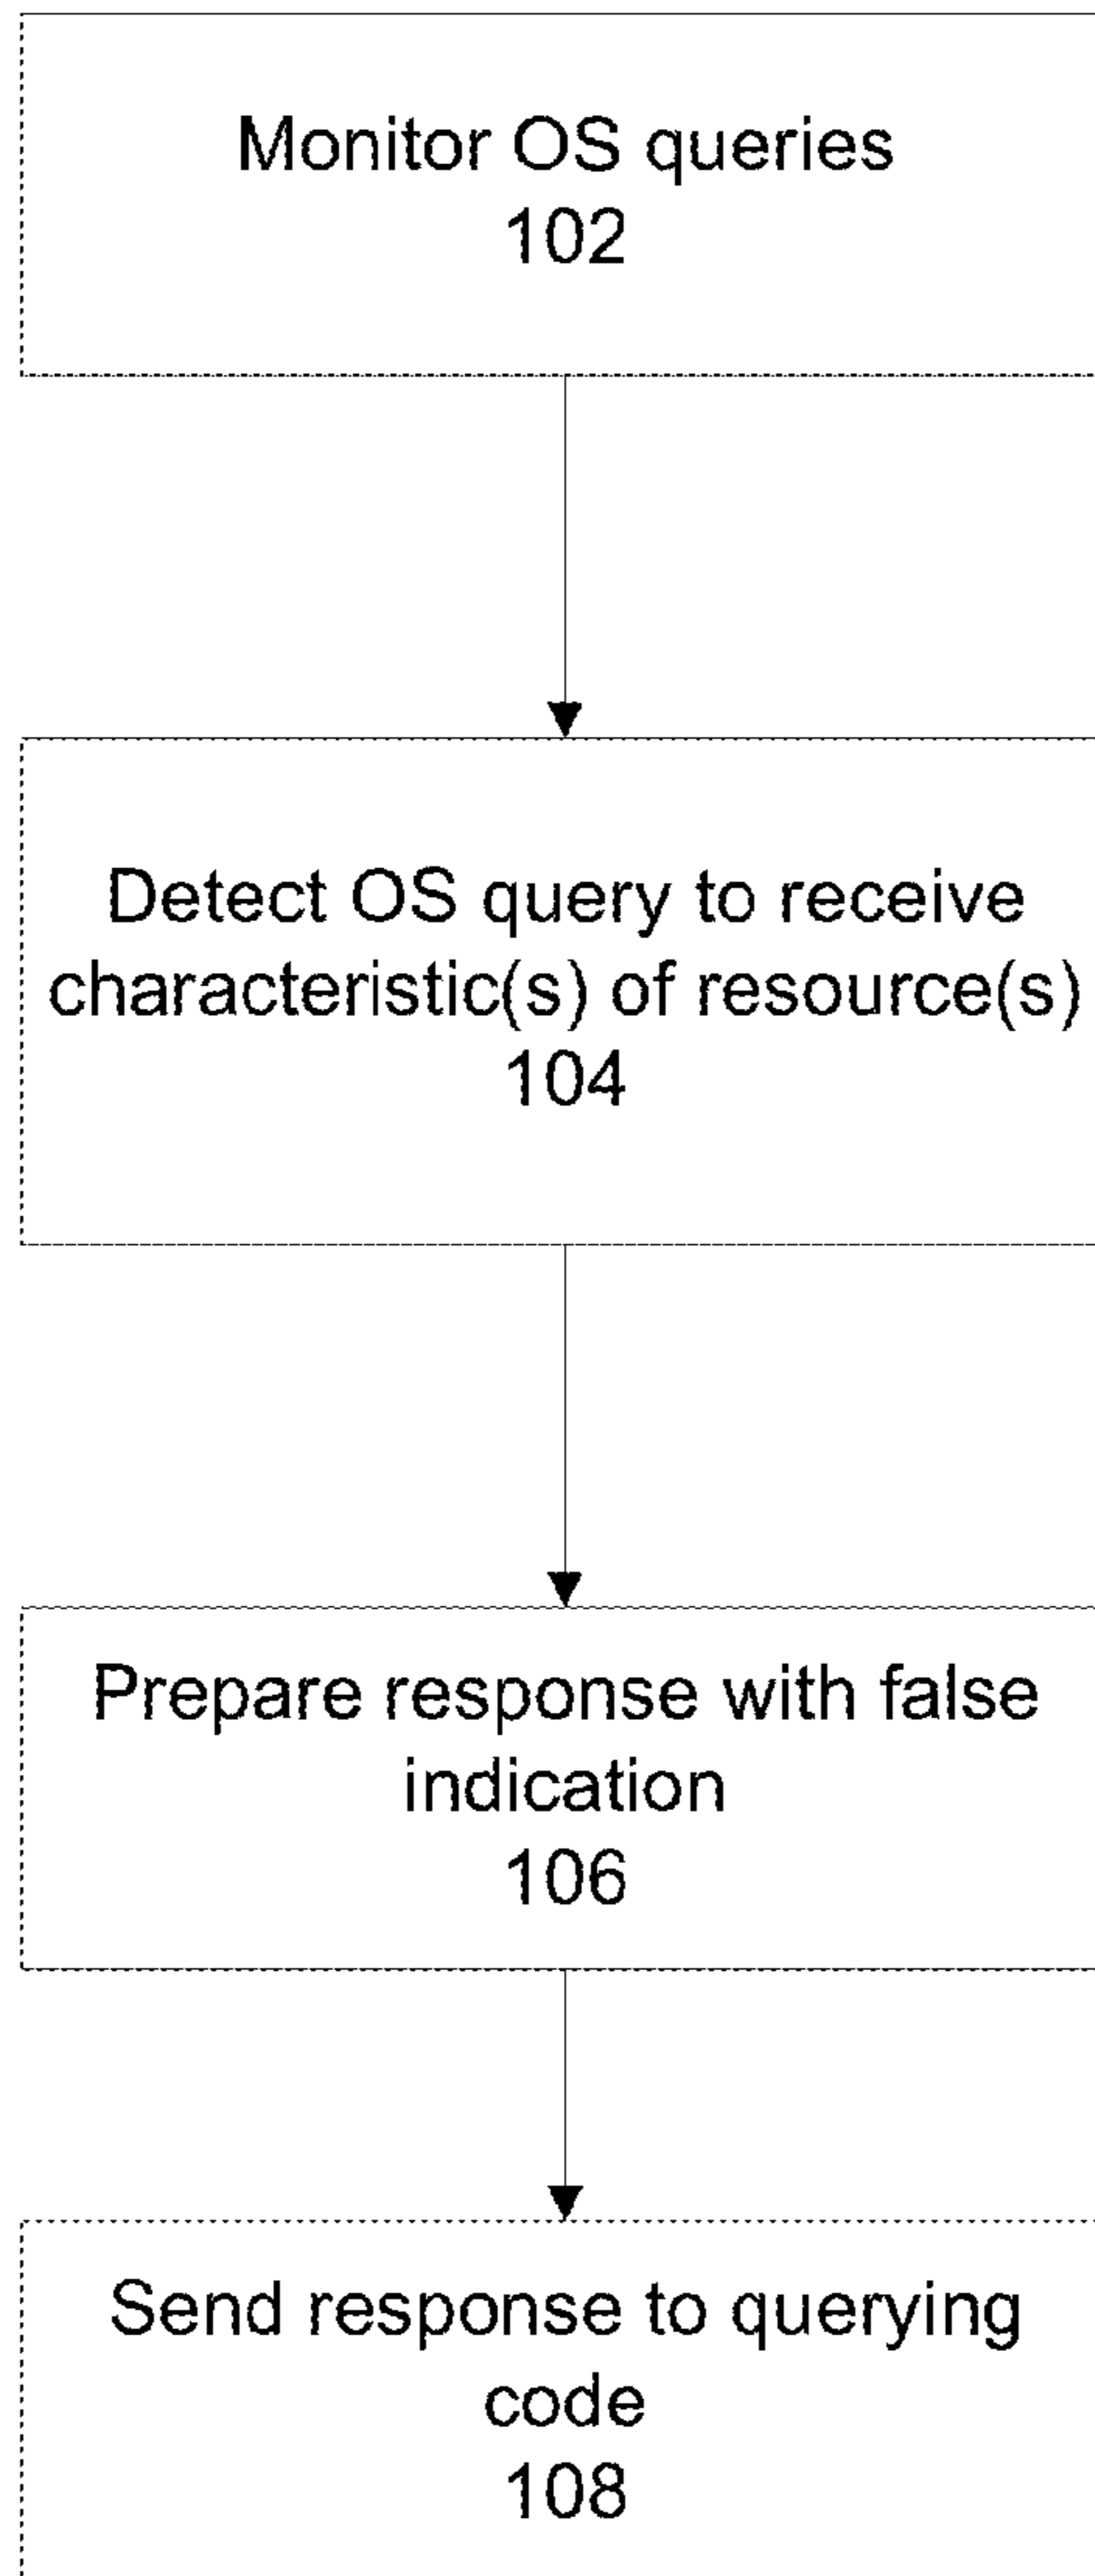 Monitor OS queries
102
Detect OS query to receive
characteristic(s) of resource(s)
104
Prepare response with false
indication
106
Send response to querying
code
108